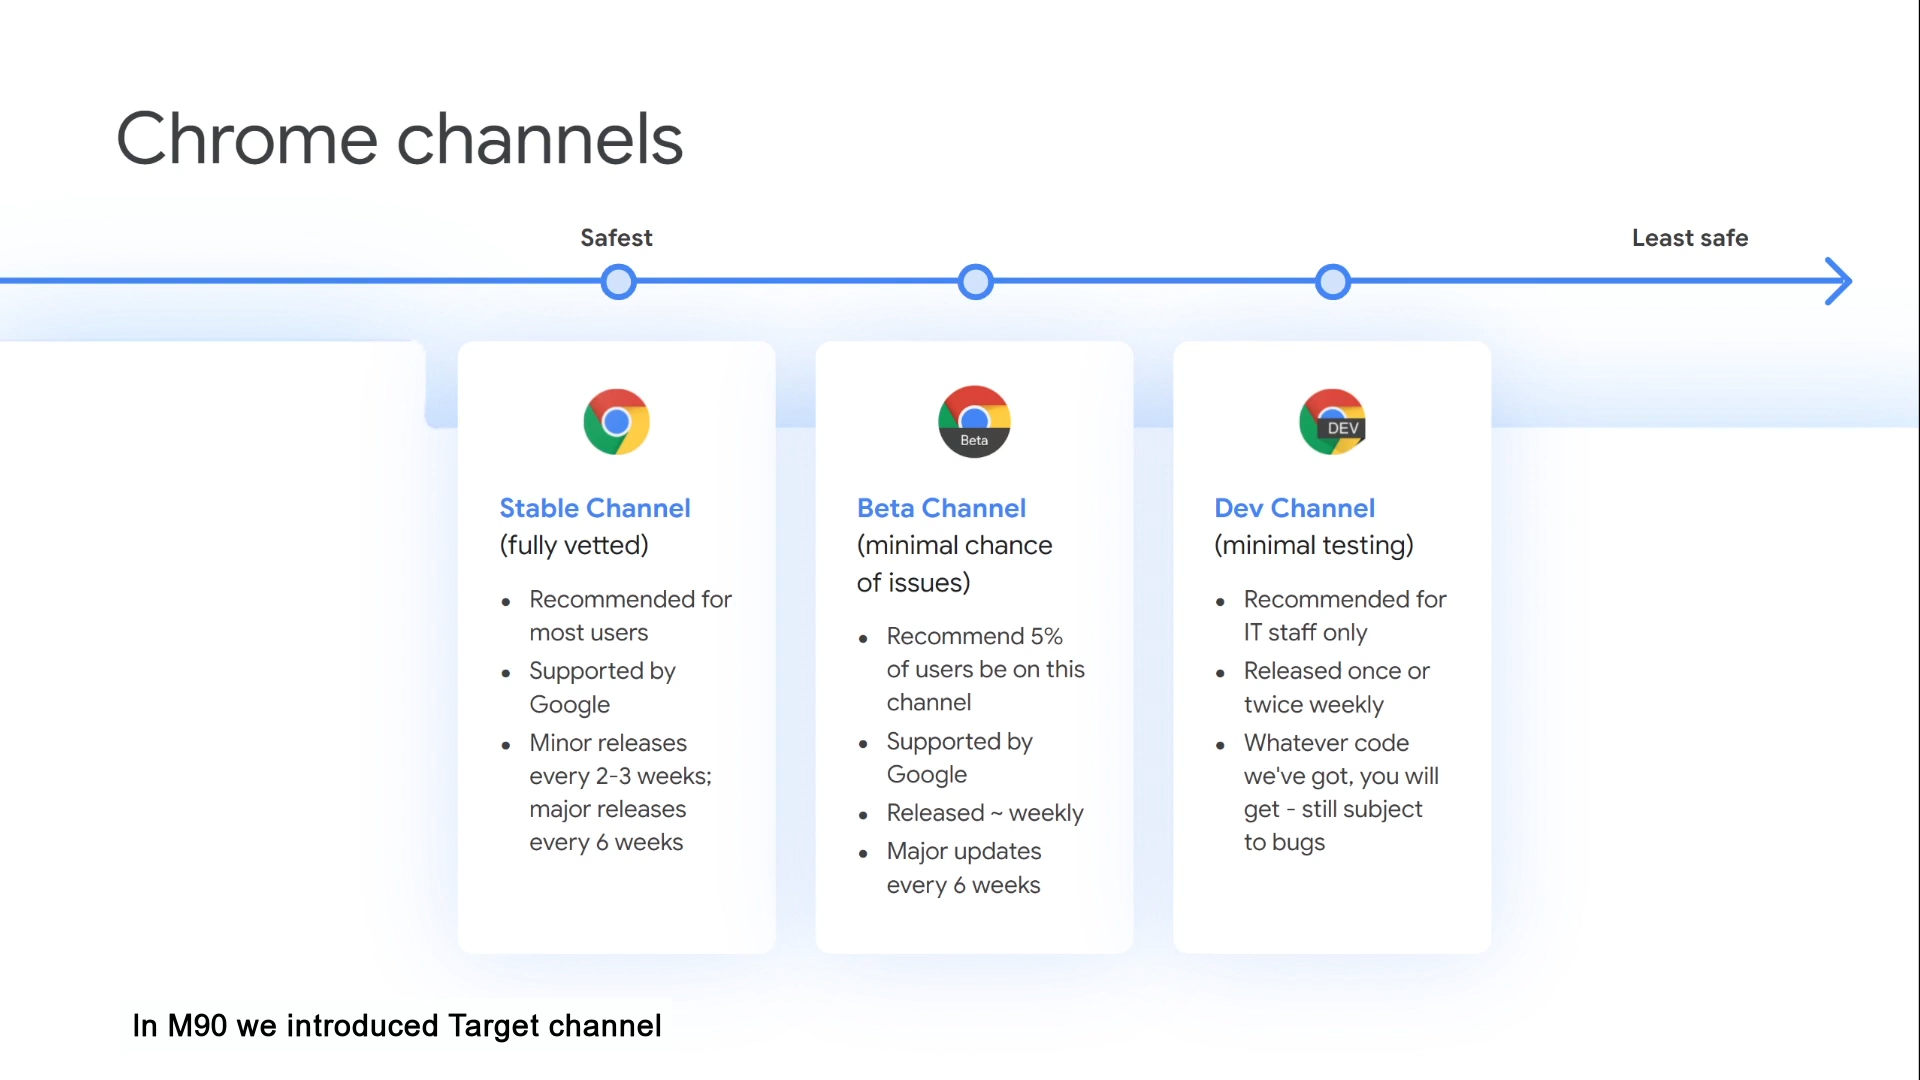 Chrome channels
Safest
Least safe
Beta
DEV
Stable Channel
(fully vetted)
• Recommended for
most users
• Supported by
Google
• Minor releases
every 2-3 weeks;
major releases
every 6 weeks
Beta Channel
(minimal chance
of issues)
• Recommend 5%
of users be on this
channel
• Supported by
Google
• Released ~ weekly
• Major updates
every 6 weeks
Dev Channel
(minimal testing)
• Recommended for
IT staff only
• Released once or
twice weekly
• Whatever code
we've got, you will
get - still subject
to bugs
In M90 we introduced Target channel